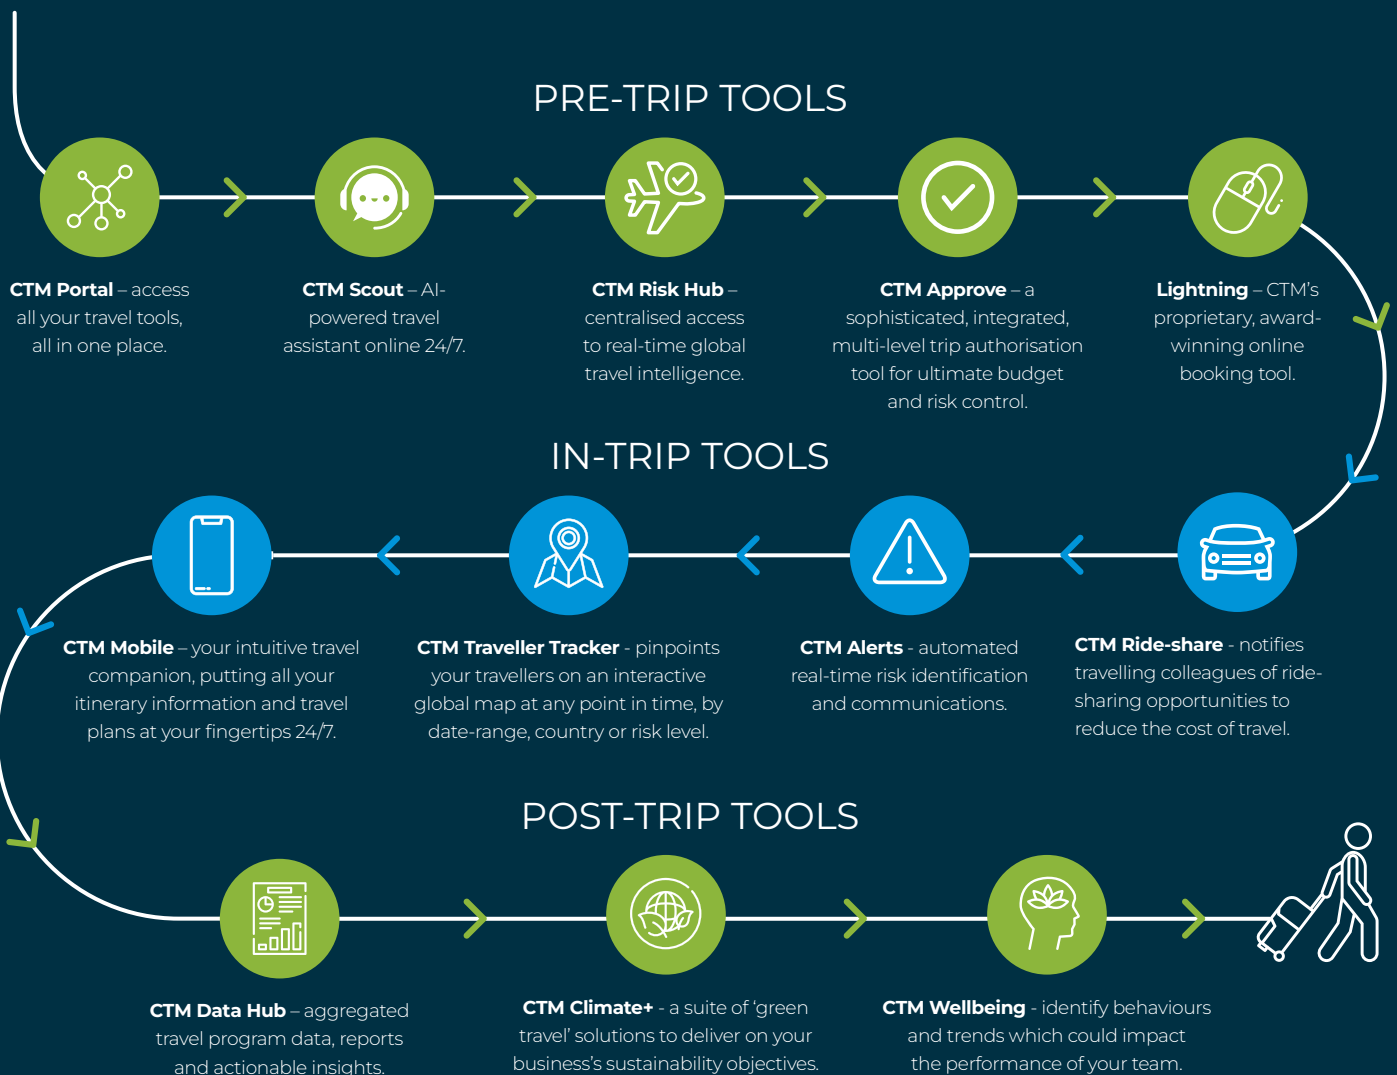 PRE-TRIP TOOLS
CTM Portal – access
all your travel tools,
all in one place.
CTM Scout – AI-
powered travel
assistant online 24/7.
CTM Risk Hub –
centralised access
to real-time global
travel intelligence.
CTM Approve – a
sophisticated, integrated,
multi-level trip authorisation
tool for ultimate budget
and risk control.
Lightning – CTM's
proprietary, award-
winning online
booking tool.
IN-TRIP TOOLS
CTM Mobile – your intuitive travel
companion, putting all your
itinerary information and travel
plans at your fingertips 24/7.
CTM Traveller Tracker - pinpoints
your travellers on an interactive
global map at any point in time, by
date-range, country or risk level.
CTM Alerts - automated
real-time risk identification
and communications.
CTM Ride-share - notifies
travelling colleagues of ride-
sharing opportunities to
reduce the cost of travel.
POST-TRIP TOOLS
CTM Data Hub – aggregated
travel program data, reports
and actionable insights.
CTM Climate+ - a suite of ‘green
travel’ solutions to deliver on your
business’s sustainability objectives.
CTM Wellbeing - identify behaviours
and trends which could impact
the performance of your team.